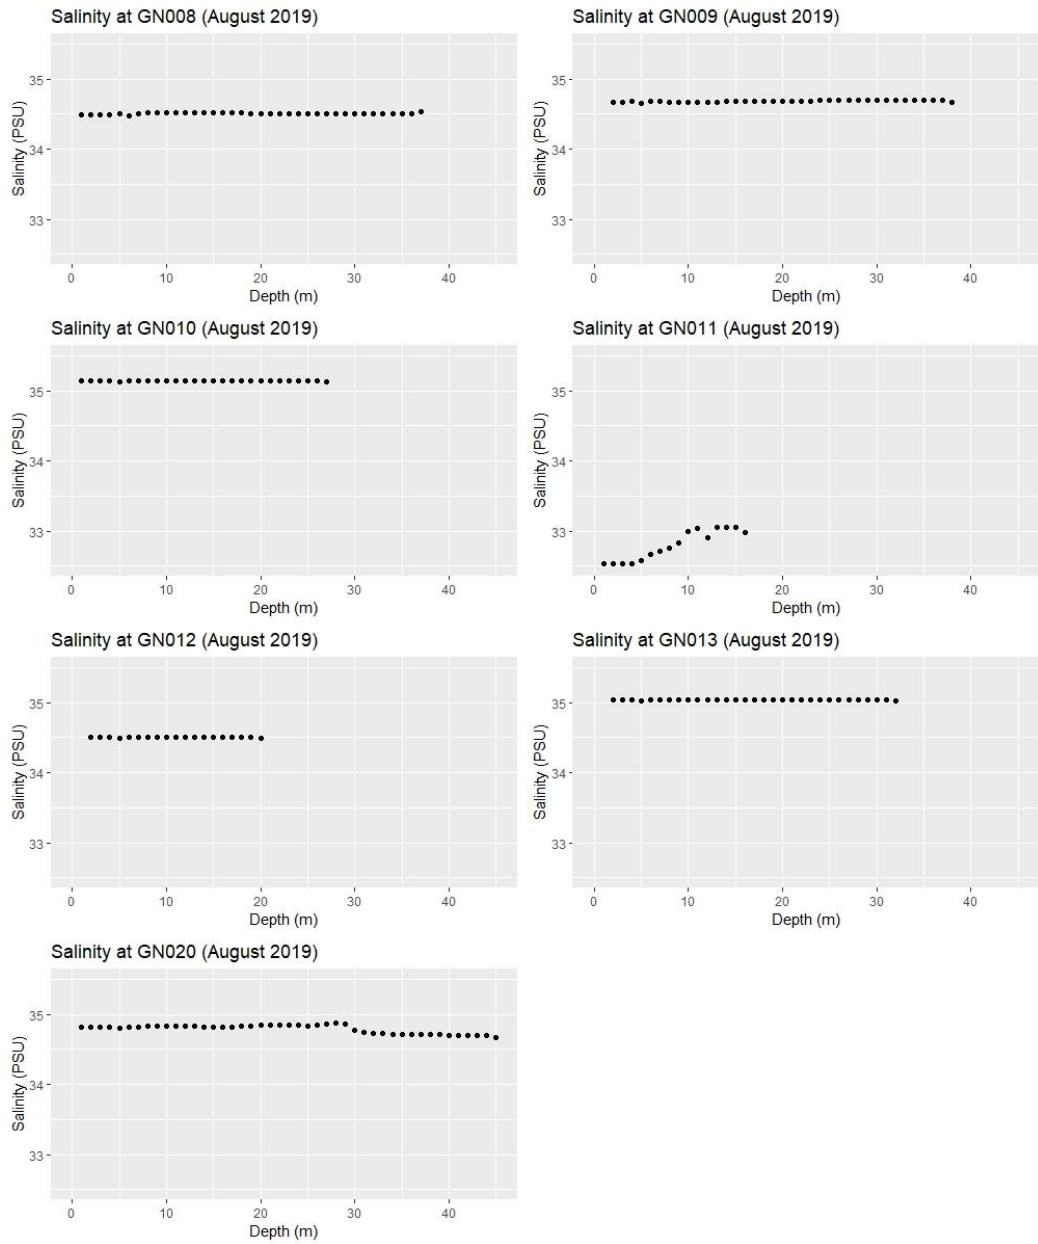 Salinity at GN008 (August 2019)
Salinity (PSU)
35
34
33
0 10 20 30 40
Depth (m)
Salinity at GN009 (August 2019)
Salinity (PSU)
35
34
33
0 10 20 30 40
Depth (m)
Salinity at GN010 (August 2019)
Salinity (PSU)
35
34
33
0 10 20 30 40
Depth (m)
Salinity at GN011 (August 2019)
Salinity (PSU)
35
34
33
0 10 20 30 40
Depth (m)
Salinity at GN012 (August 2019)
Salinity (PSU)
35
34
33
0 10 20 30 40
Depth (m)
Salinity at GN013 (August 2019)
Salinity (PSU)
35
34
33
0 10 20 30 40
Depth (m)
Salinity at GN020 (August 2019)
Salinity (PSU)
35
34
33
0 10 20 30 40
Depth (m)